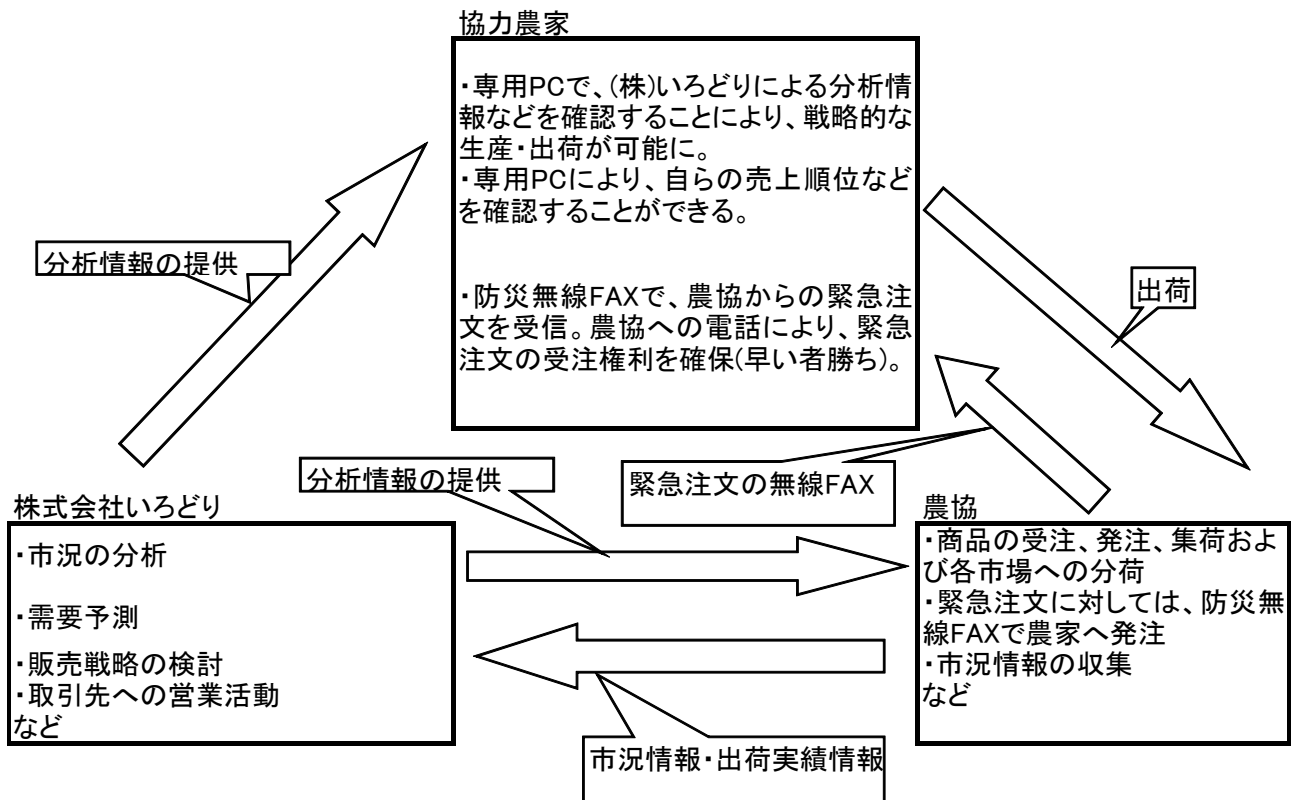 協力農家
・専用PCで、(株)いろどりによる分析情
報などを確認することにより、戦略的な
生産・出荷が可能に。
・専用PCにより、自らの売上順位など
を確認することができる。
・防災無線FAXで、農協からの緊急注
文を受信。農協への電話により、緊急
注文の受注権利を確保(早い者勝ち)。
分析情報の提供
出荷
分析情報の提供
緊急注文の無線FAX
株式会社いろどり
・市況の分析
・需要予測
・販売戦略の検討
・取引先への営業活動
など
農協
・商品の受注、発注、集荷およ
び各市場への分荷
・緊急注文に対しては、防災無
線FAXで農家へ発注
・市況情報の収集
など
市況情報・出荷実績情報